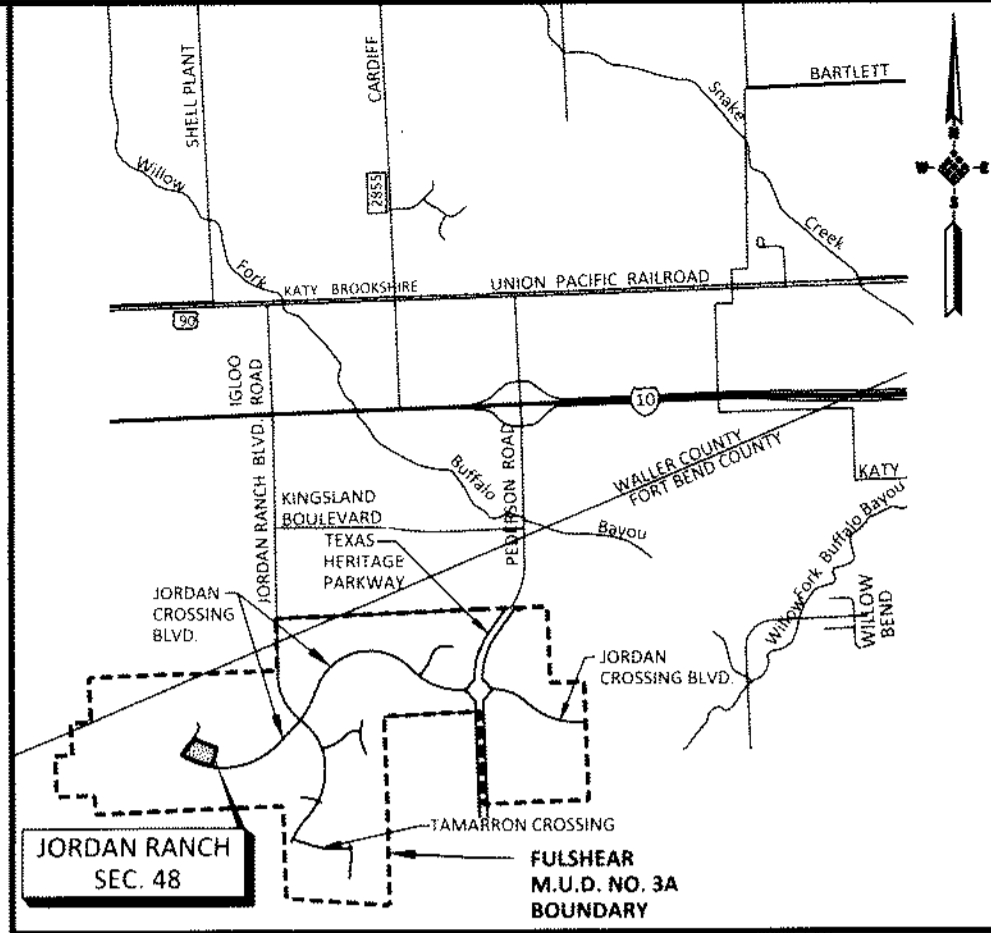 SHELL PLANT
CARDIFF
BARTLETT
Snake
Willow
2855
N
W
E
S
Creek
Fork
KATY BROOKSHIRE
UNION PACIFIC RAILROAD
90
IGLOO
ROAD
10
JORDAN RANCH BLVD.
PEDERSON ROAD
WALLER COUNTY
FORT BEND COUNTY
KATY
Buffalo
Bayou
KINGSLAND
BOULEVARD
TEXAS
HERITAGE
PARKWAY
Willow Fork Buffalo Bayou
WILLOW
BEND
JORDAN
CROSSING
BLVD.
JORDAN
CROSSING BLVD.
TAMARRON CROSSING
JORDAN RANCH
SEC. 48
FULSHEAR
M.U.D. NO. 3A
BOUNDARY